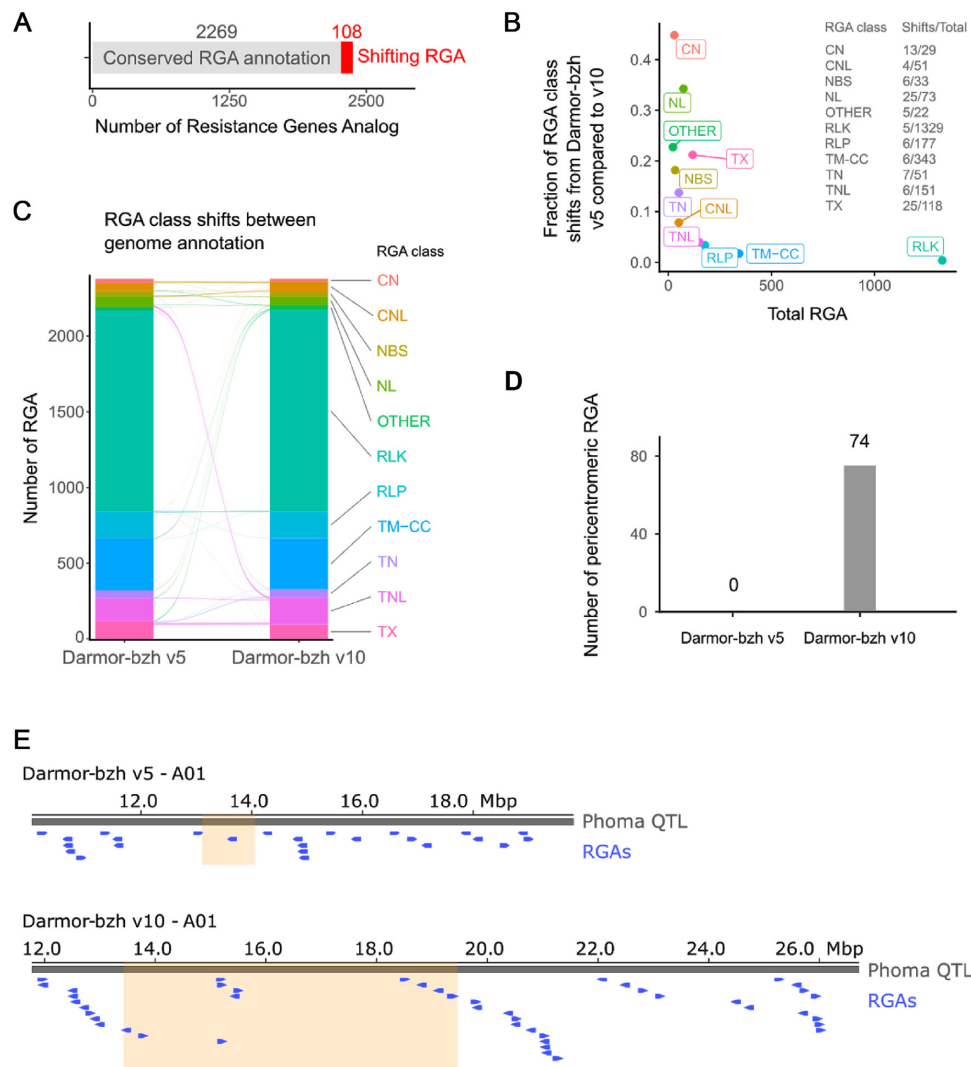 A
2269
108
Conserved RGA annotation
Shifting RGA
0
1250
2500
Number of Resistance Genes Analog
B
Fraction of RGA class
shifts from Darmor-bzh
v5 compared to v10
0.4
0.3
0.2
0.1
0.0
CN
NL
OTHER
TX
NBS
TN
CNL
TNL
RLP
TM−CC
RLK
0
500
1000
Total RGA
RGA class Shifts/Total
CN 13/29
CNL 4/51
NBS 6/33
NL 25/73
OTHER 5/22
RLK 5/1329
RLP 6/177
TM-CC 6/343
TN 7/51
TNL 6/151
TX 25/118
C
RGA class shifts between
genome annotation
RGA class
CN
CNL
NBS
NL
OTHER
RLK
RLP
TM−CC
TN
TNL
TX
Number of RGA
2000
1500
1000
500
0
Darmor-bzh v5
Darmor-bzh v10
D
Number of pericentromeric RGA
80
40
0
0
74
Darmor-bzh v5
Darmor-bzh v10
E
Darmor-bzh v5 - A01
12.0 14.0 16.0 18.0 Mbp
Phoma QTL
RGAs
Darmor-bzh v10 - A01
12.0 14.0 16.0 18.0 20.0 22.0 24.0 26.0 Mbp
Phoma QTL
RGAs